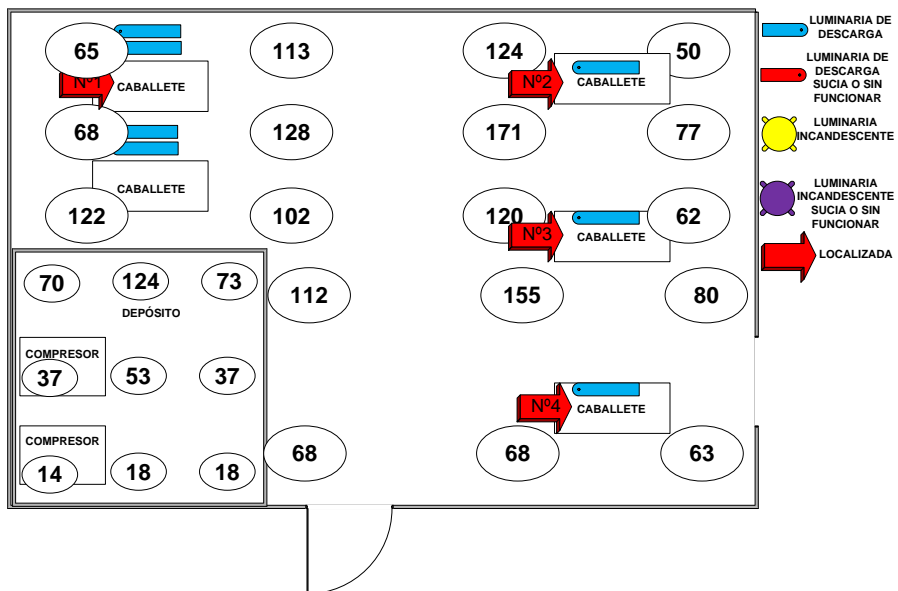 65
113
124
50
Nº1
CABALLETE
Nº2
CABALLETE
68
128
171
77
CABALLETE
122
102
120
62
Nº3
CABALLETE
70
124
73
DEPÓSITO
112
155
80
COMPRESOR
37
53
37
Nº4
CABALLETE
COMPRESOR
14
18
18
68
68
63
LUMINARIA DE
DESCARGA
LUMINARIA DE
DESCARGA
SUCIA O SIN
FUNCIONAR
LUMINARIA
INCANDESCENTE
LUMINARIA
INCANDESCENTE
SUCIA O SIN
FUNCIONAR
LOCALIZADA